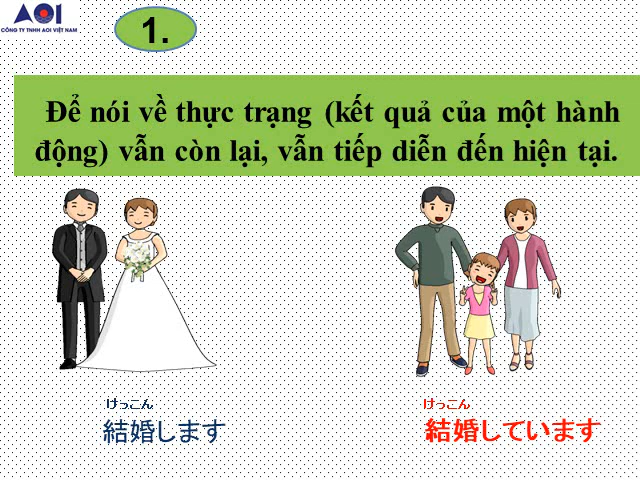 AOI
CÔNG TY TNHH AOI VIỆT NAM
1.
Để nói về thực trạng (kết quả của một hành
động) vẫn còn lại, vẫn tiếp diễn đến hiện tại.
けっこん
結婚します
けっこん
結婚しています